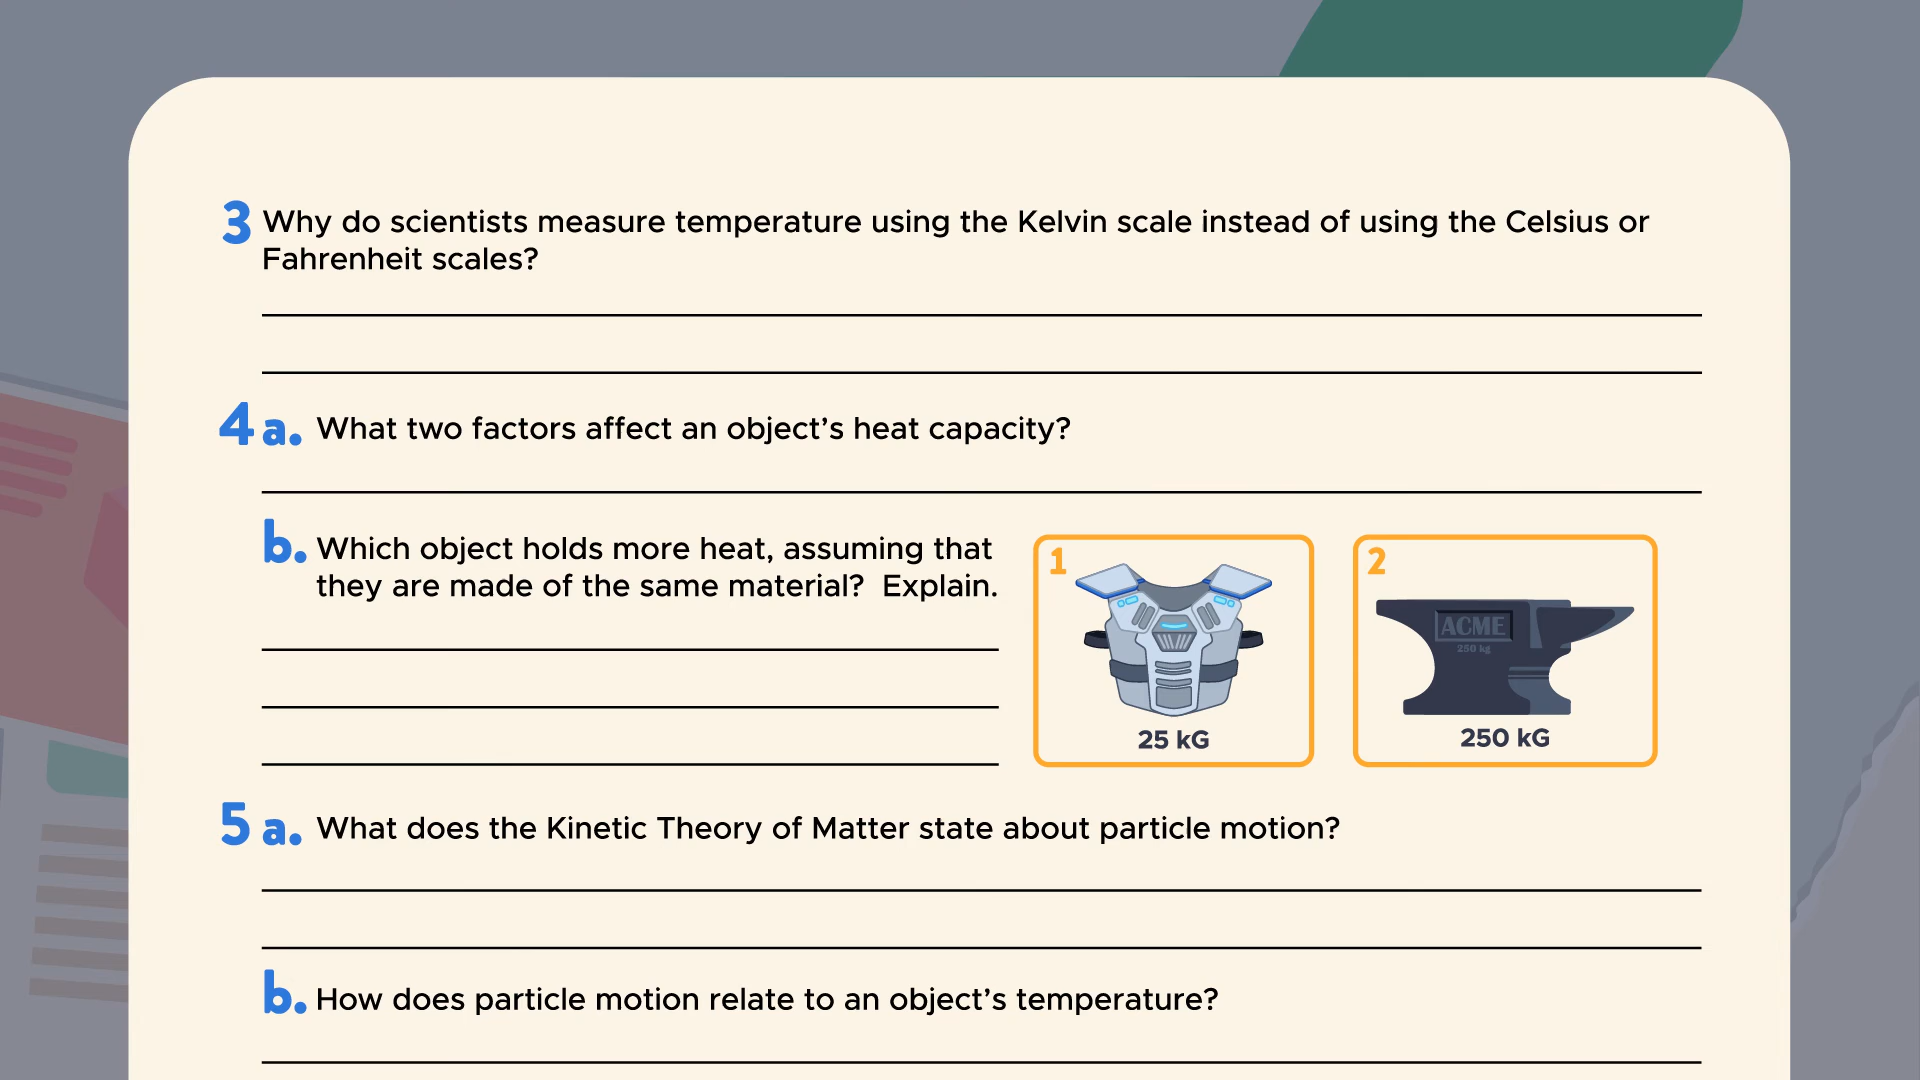 3 Why do scientists measure temperature using the Kelvin scale instead of using the Celsius or
Fahrenheit scales?
4 a. What two factors affect an object’s heat capacity?
b. Which object holds more heat, assuming that
they are made of the same material? Explain.
1
25 kG
2
ACME
250 kg
250 kG
5 a. What does the Kinetic Theory of Matter state about particle motion?
b. How does particle motion relate to an object’s temperature?